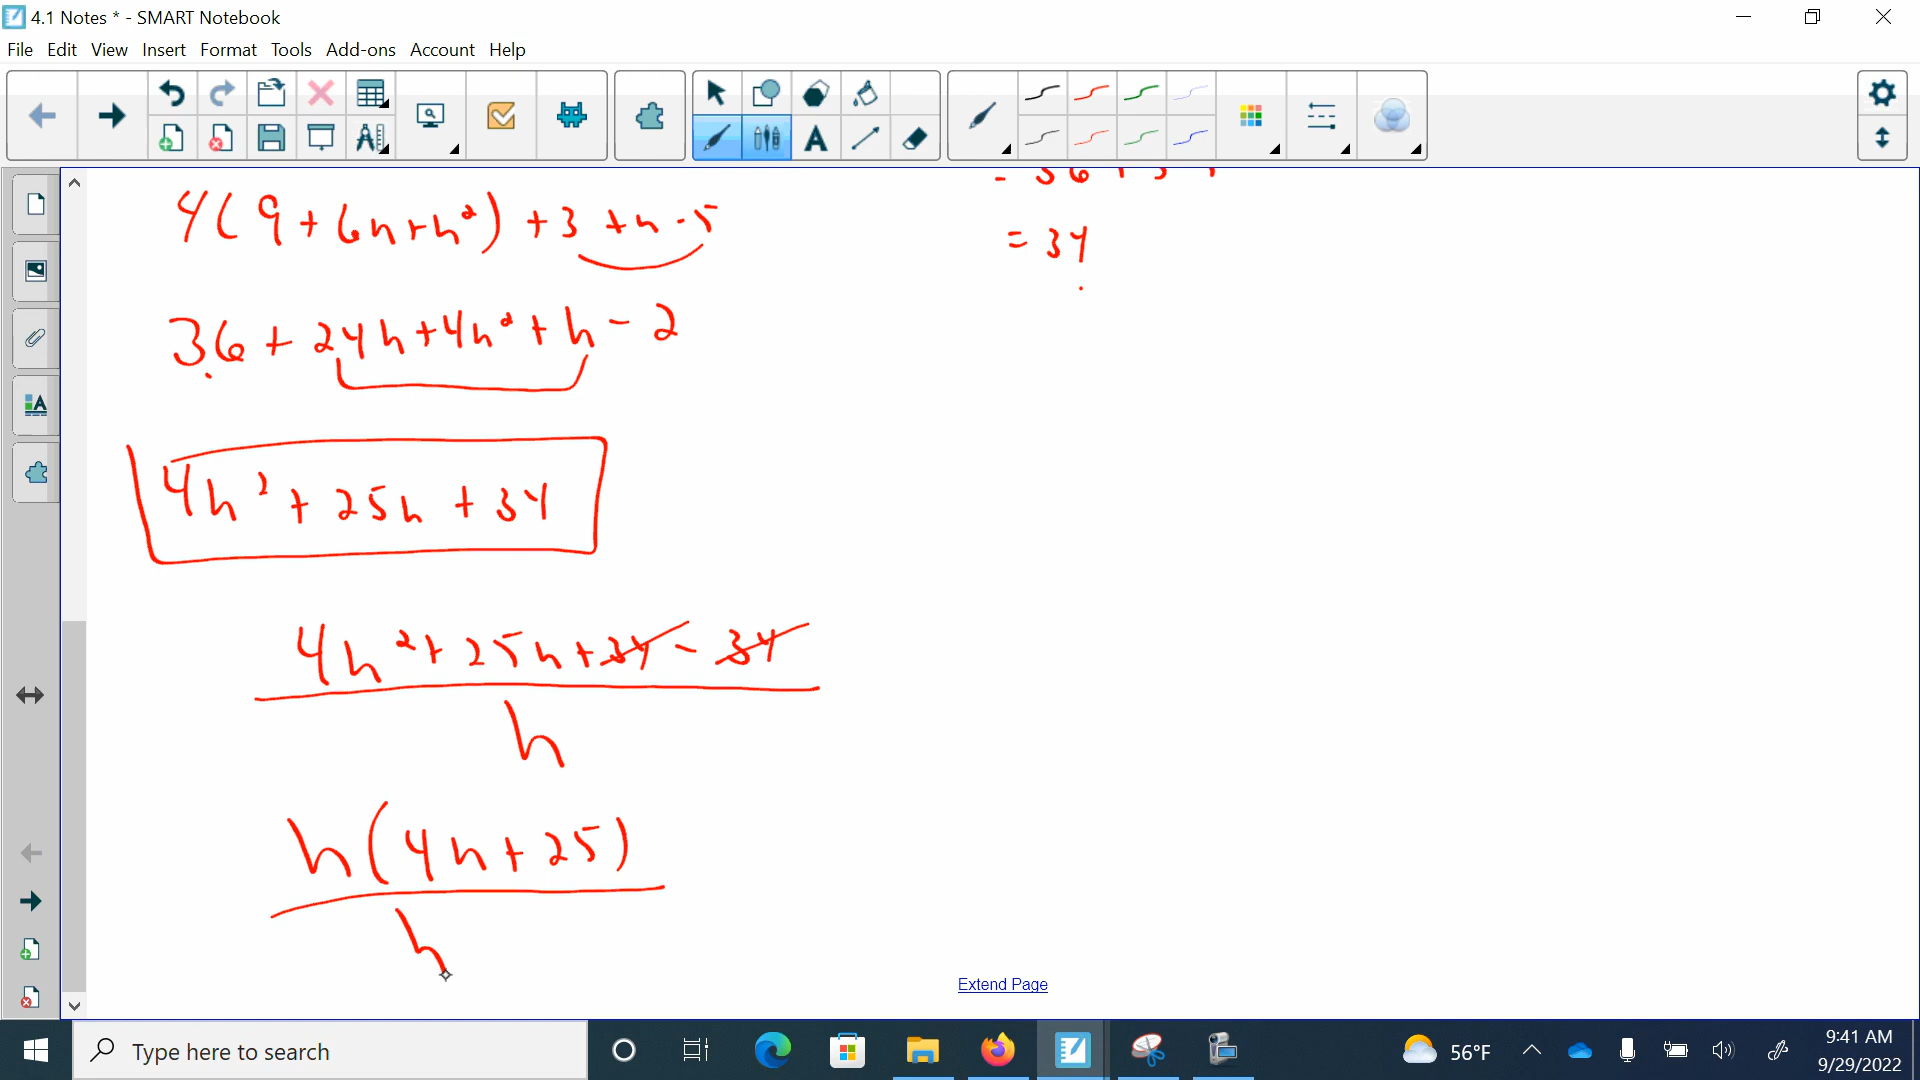 4.1 Notes * - SMART Notebook
File Edit View Insert Format Tools Add-ons Account Help
4(9+6h+h²)+3+h-5
= 34
36+24h+4h²+h-2
4h²+25h+34
4h²+25h+34-34
h
h(4h+25)
h
Extend Page
Type here to search
56°F
9:41 AM
9/29/2022